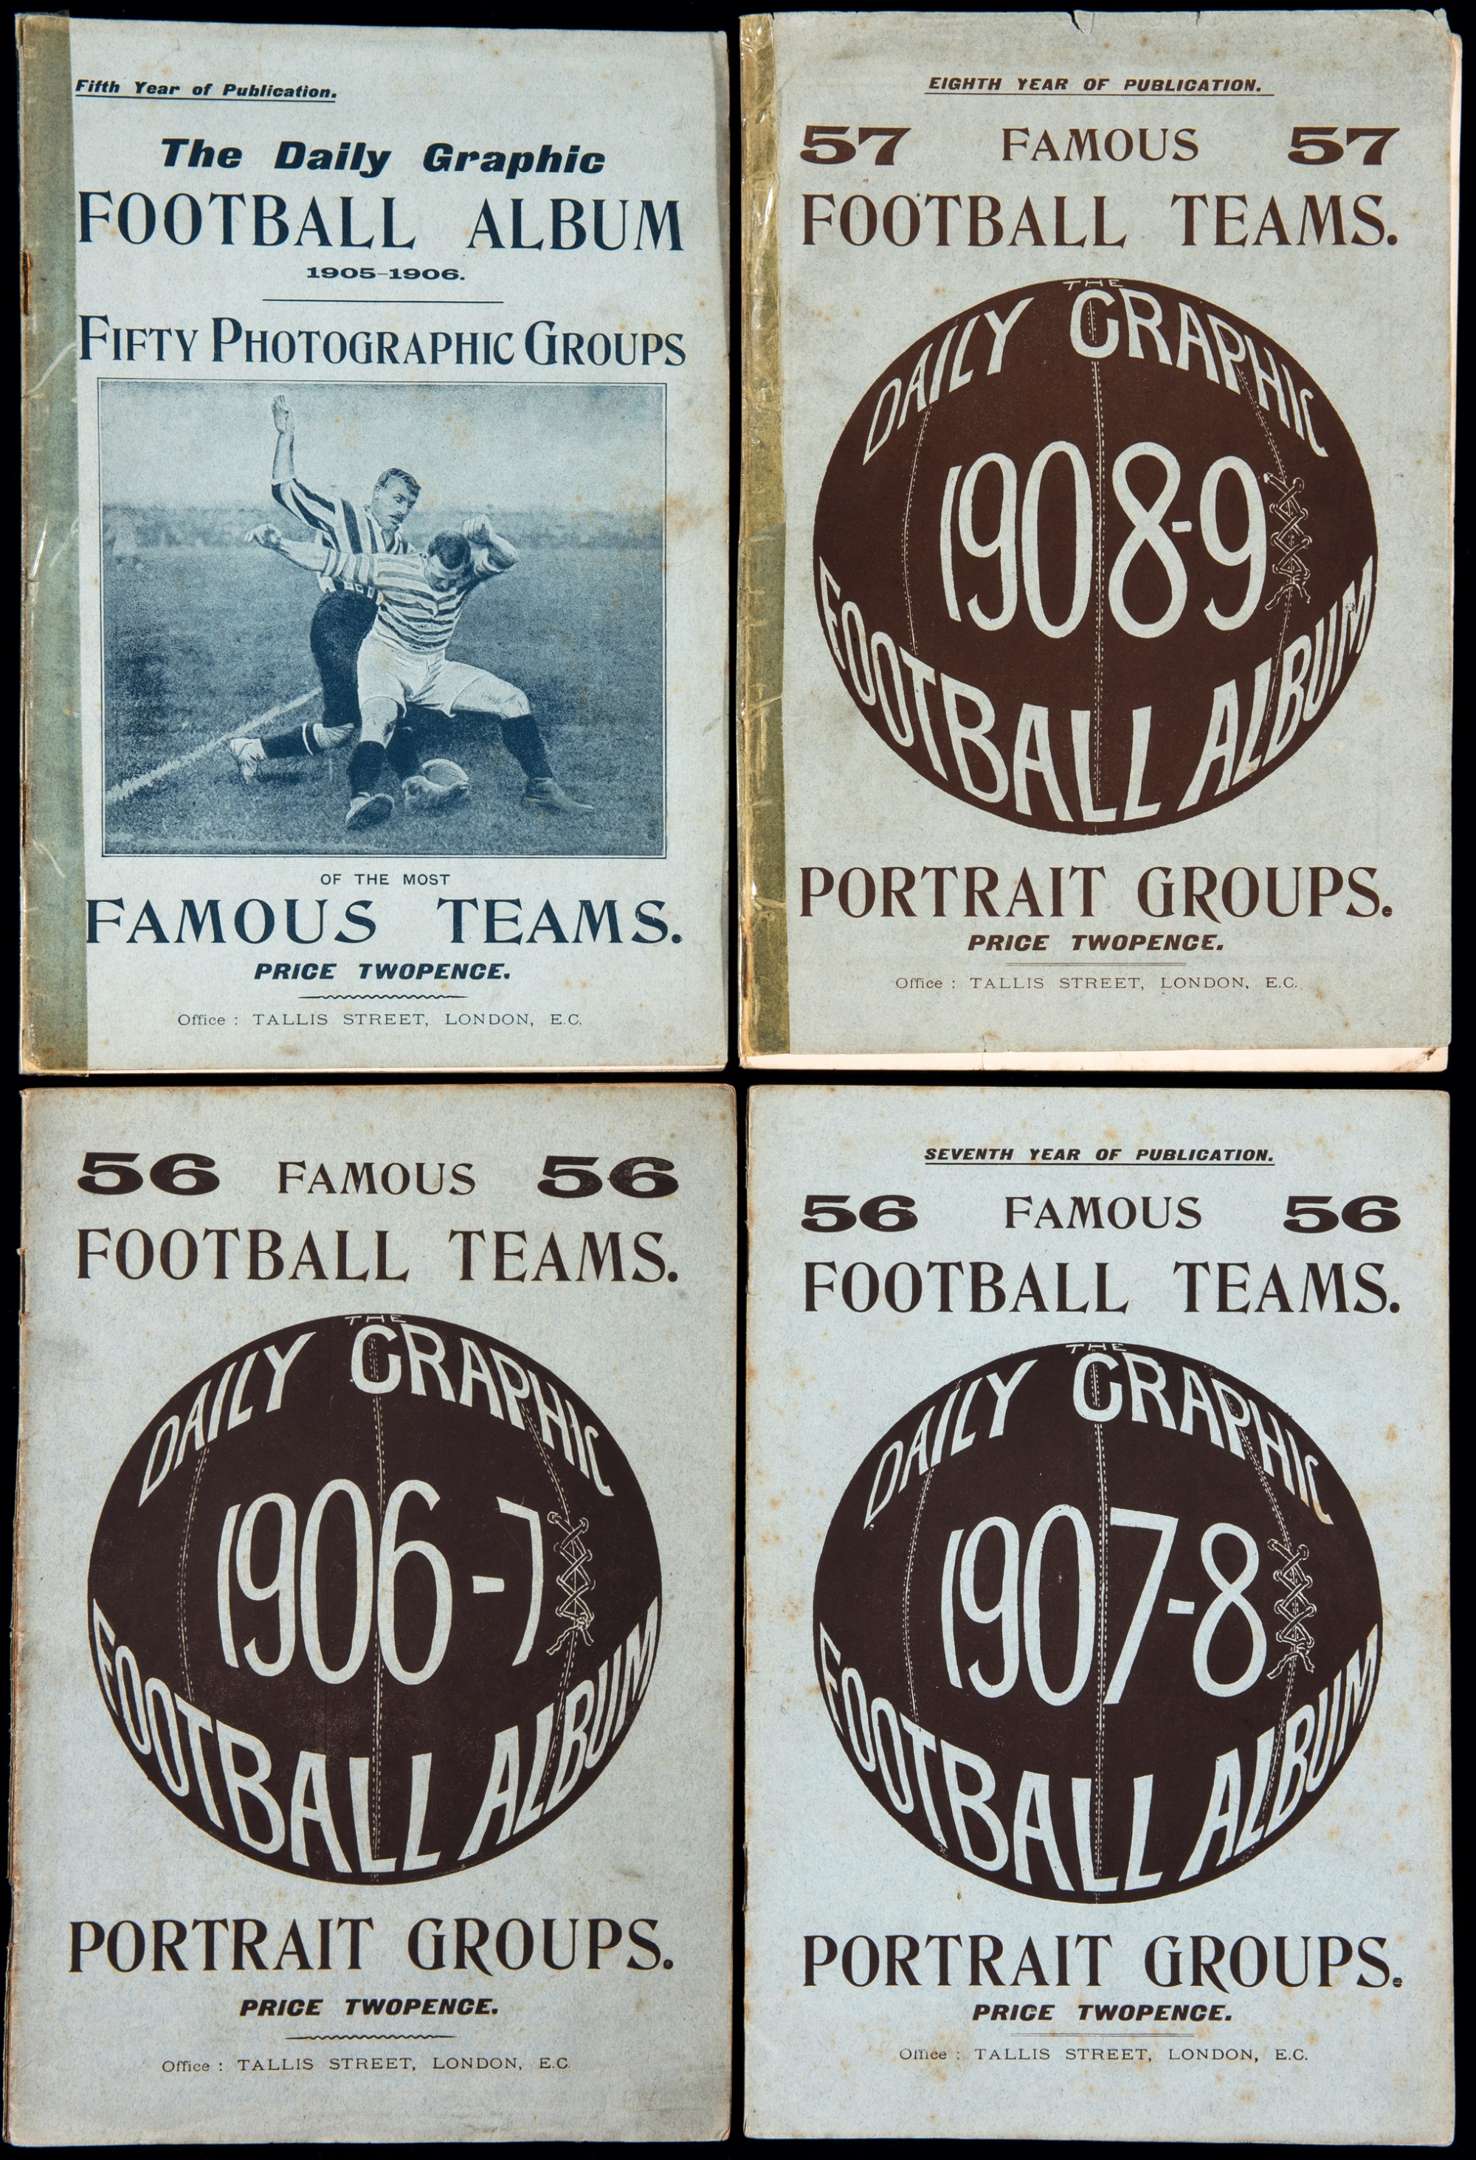 Fifth Year of Publication.
The Daily Graphic
FOOTBALL ALBUM
1905-1906.
FIFTY PHOTOGRAPHIC GROUPS
OF THE MOST
FAMOUS TEAMS.
PRICE TWOPENCE.
Office : TALLIS STREET, LONDON, E.C.
EIGHTH YEAR OF PUBLICATION.
57 FAMOUS 57
FOOTBALL TEAMS.
THE
DAILY GRAPHIC
1908-9
FOOTBALL ALBUM
PORTRAIT GROUPS.
PRICE TWOPENCE.
Office : TALLIS STREET, LONDON, E.C.
56 FAMOUS 56
FOOTBALL TEAMS.
THE
DAILY GRAPHIC
1906-7
FOOTBALL ALBUM
PORTRAIT GROUPS.
PRICE TWOPENCE.
Office : TALLIS STREET, LONDON, E.C
SEVENTH YEAR OF PUBLICATION.
56 FAMOUS 56
FOOTBALL TEAMS.
THE
DAILY GRAPHIC
1907-8
FOOTBALL ALBUM
PORTRAIT GROUPS.
PRICE TWOPENCE.
Office : TALLIS STREET, LONDON, E.C.